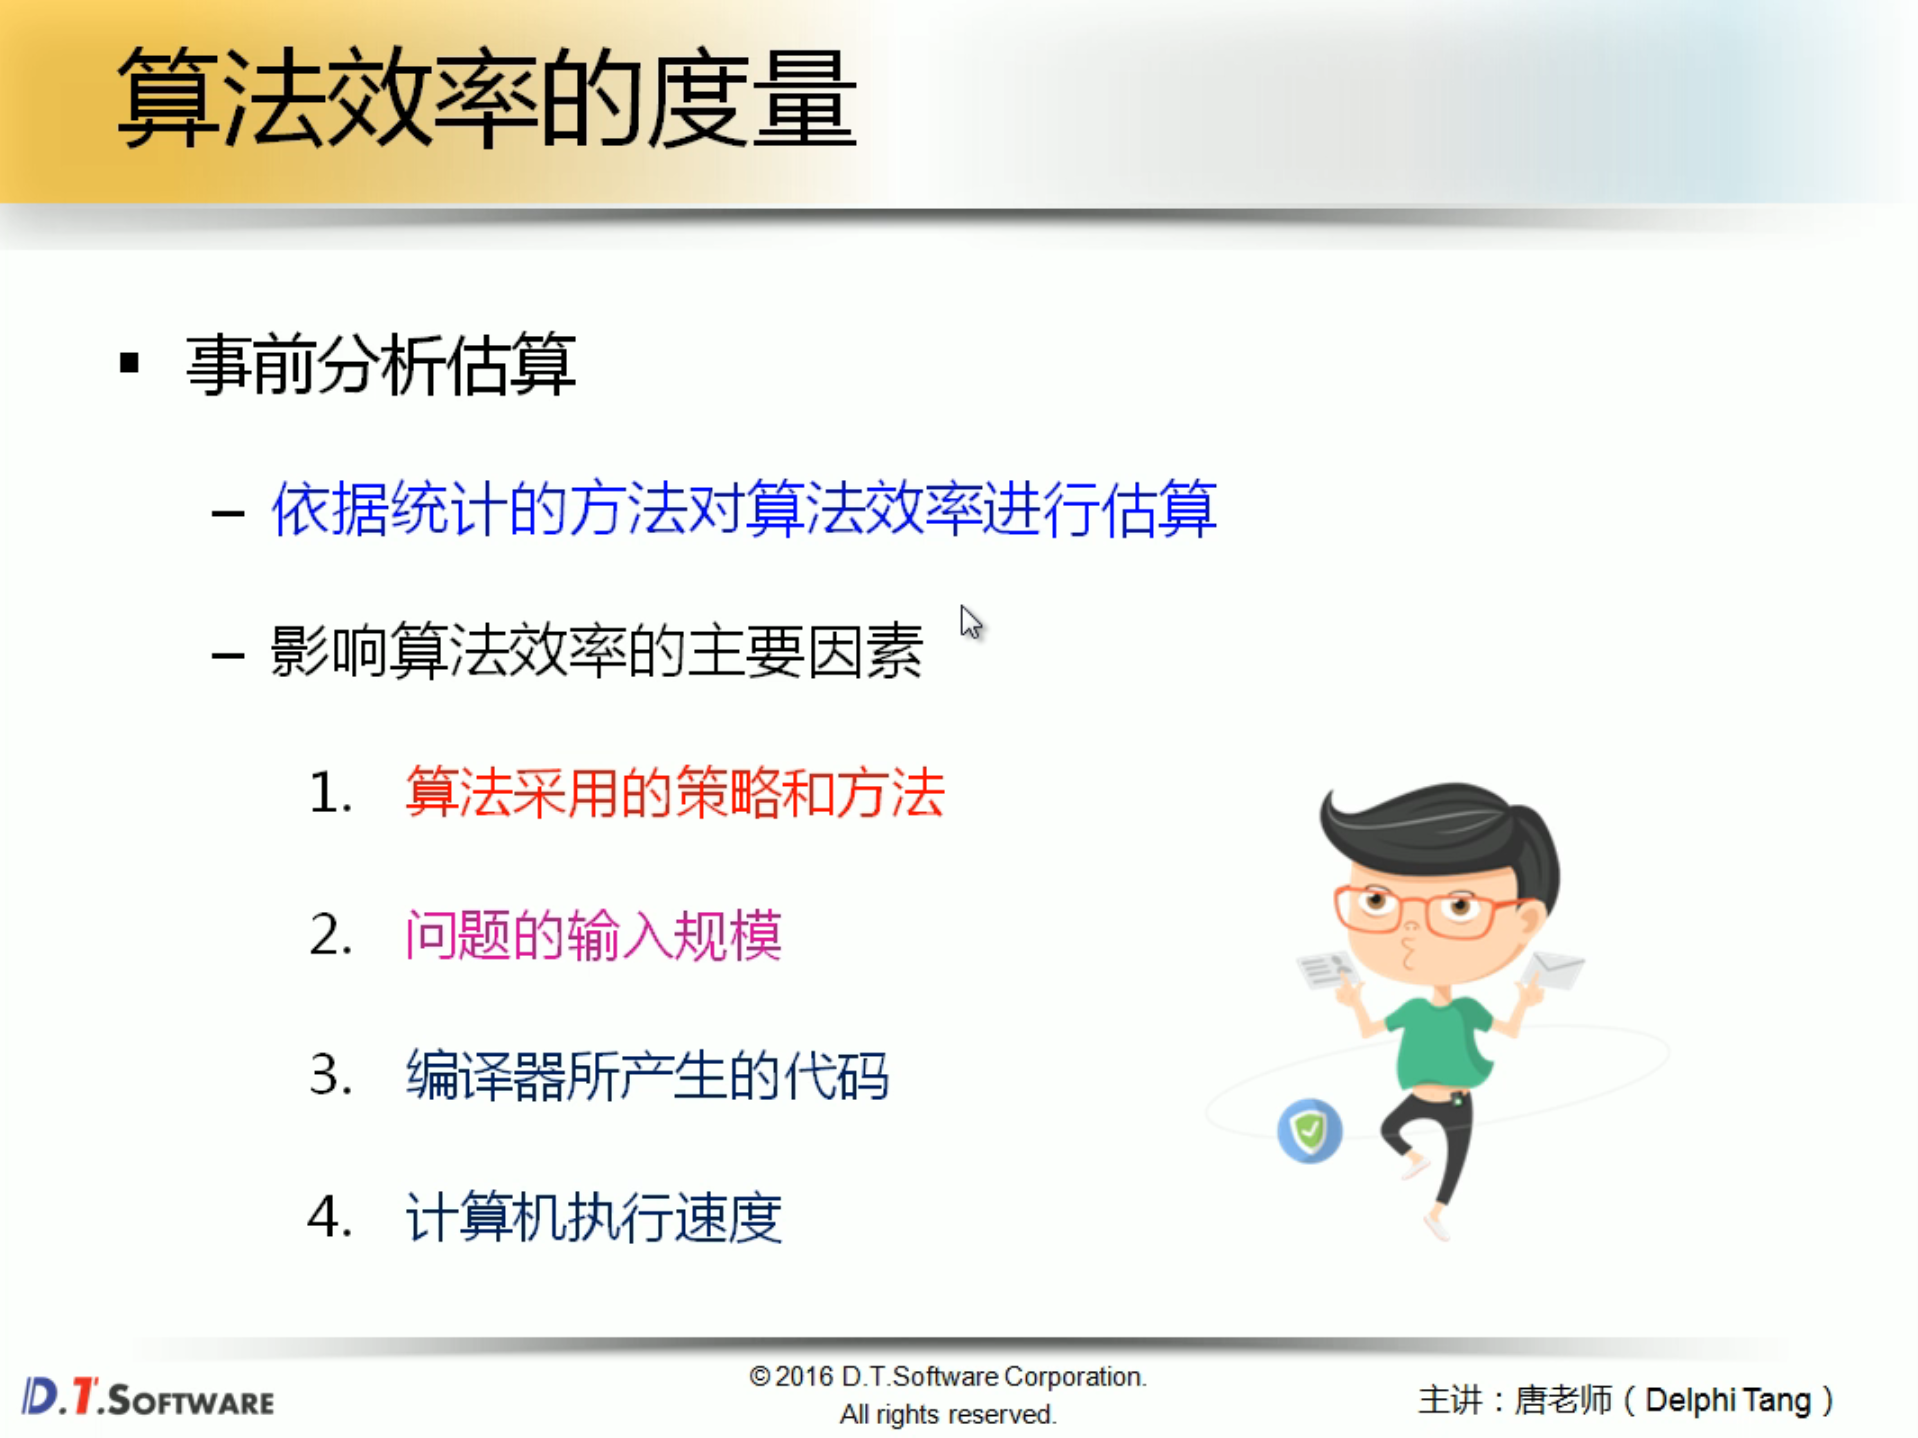 算法效率的度量
▪ 事前分析估算
– 依据统计的方法对算法效率进行估算
– 影响算法效率的主要因素
1. 算法采用的策略和方法
2. 问题的输入规模
3. 编译器所产生的代码
4. 计算机执行速度
D.T.SOFTWARE
© 2016 D.T.Software Corporation.
All rights reserved.
主讲：唐老师（Delphi Tang）